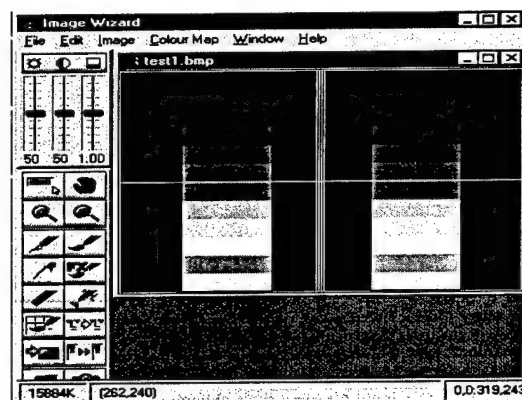 Image Wizard
File Edit Image Colour Map Window Help
test1.bmp
50 50 1.00
15884K (262,240) 0,0:319,243